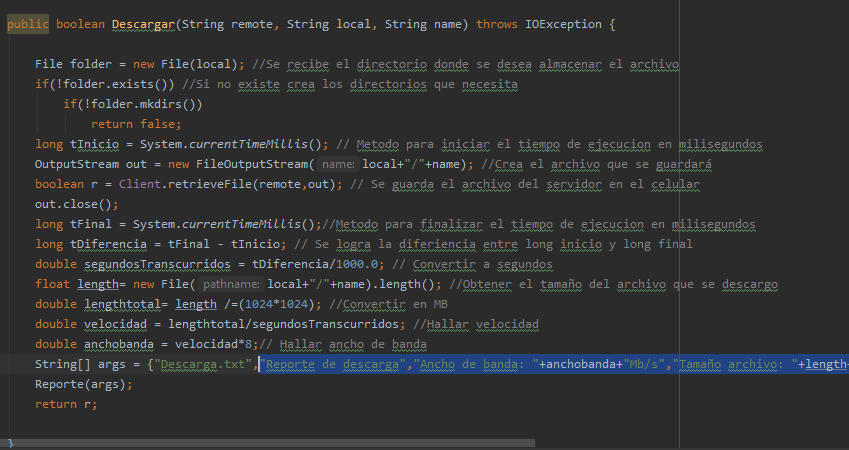 public boolean Descargar(String remote, String local, String name) throws IOException {
File folder = new File(local); //Se recibe el directorio donde se desea almacenar el archivo
if(!folder.exists()) //Si no existe crea los directorios que necesita
if(!folder.mkdirs())
return false;
long tInicio = System.currentTimeMillis(); // Metodo para iniciar el tiempo de ejecucion en milisegundos
OutputStream out = new FileOutputStream( name: local+"/"+name); //Crea el archivo que se guardará
boolean r = Client.retrieveFile(remote,out); // Se guarda el archivo del servidor en el celular
out.close();
long tFinal = System.currentTimeMillis();//Metodo para finalizar el tiempo de ejecucion en milisegundos
long tDiferencia = tFinal - tInicio; // Se logra la diferiencia entre long inicio y long final
double segundosTranscurridos = tDiferencia/1000.0; // Convertir a segundos
float length= new File( pathname: local+"/"+name).length(); //Obtener el tamaño del archivo que se descargo
double lengthtotal= length /=(1024*1024); //Convertir en MB
double velocidad = lengthtotal/segundosTranscurridos; //Hallar velocidad
double anchobanda = velocidad*8;// Hallar ancho de banda
String[] args = {"Descarga.txt","Reporte de descarga","Ancho de banda: "+anchobanda+"Mb/s","Tamaño archivo: "+length+
Reporte(args);
return r;
}